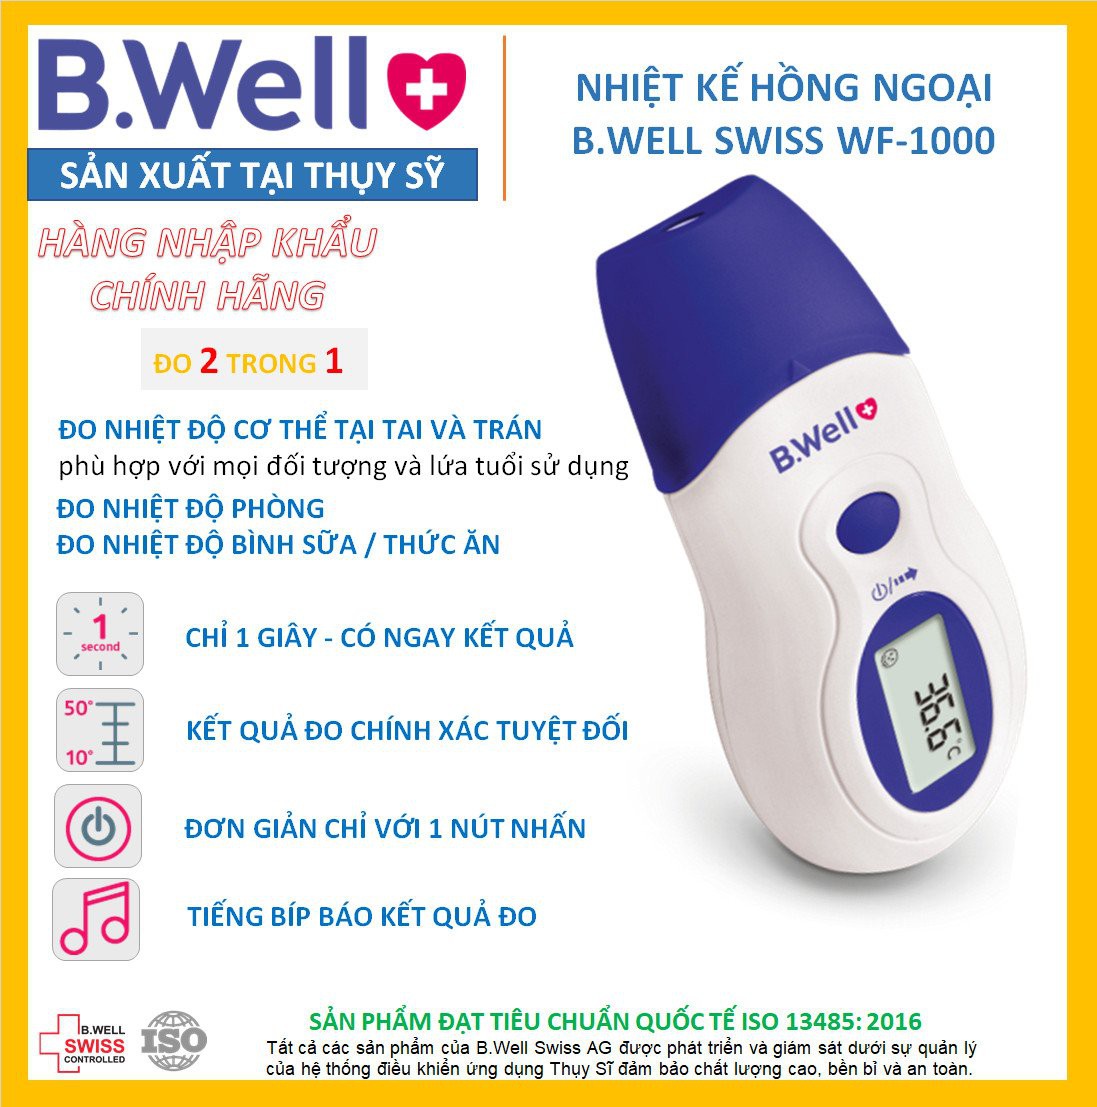 B.Well
SẢN XUẤT TẠI THỤY SỸ
NHIỆT KẾ HỒNG NGOẠI
B.WELL SWISS WF-1000
HÀNG NHẬP KHẨU
CHÍNH HÃNG
ĐO 2 TRONG 1
ĐO NHIỆT ĐỘ CƠ THỂ TẠI TAI VÀ TRÁN
phù hợp với mọi đối tượng và lứa tuổi sử dụng
ĐO NHIỆT ĐỘ PHÒNG
ĐO NHIỆT ĐỘ BÌNH SỮA / THỨC ĂN
1
second
CHỈ 1 GIÂY - CÓ NGAY KẾT QUẢ
50°
10°
KẾT QUẢ ĐO CHÍNH XÁC TUYỆT ĐỐI
ĐƠN GIẢN CHỈ VỚI 1 NÚT NHẤN
TIẾNG BÍP BÁO KẾT QUẢ ĐO
B.Well
36.6 °C
B.WELL
SWISS
CONTROLLED
ISO
SẢN PHẨM ĐẠT TIÊU CHUẨN QUỐC TẾ ISO 13485: 2016
Tất cả các sản phẩm của B.Well Swiss AG được phát triển và giám sát dưới sự quản lý
của hệ thống điều khiển ứng dụng Thụy Sĩ đảm bảo chất lượng cao, bền bỉ và an toàn.